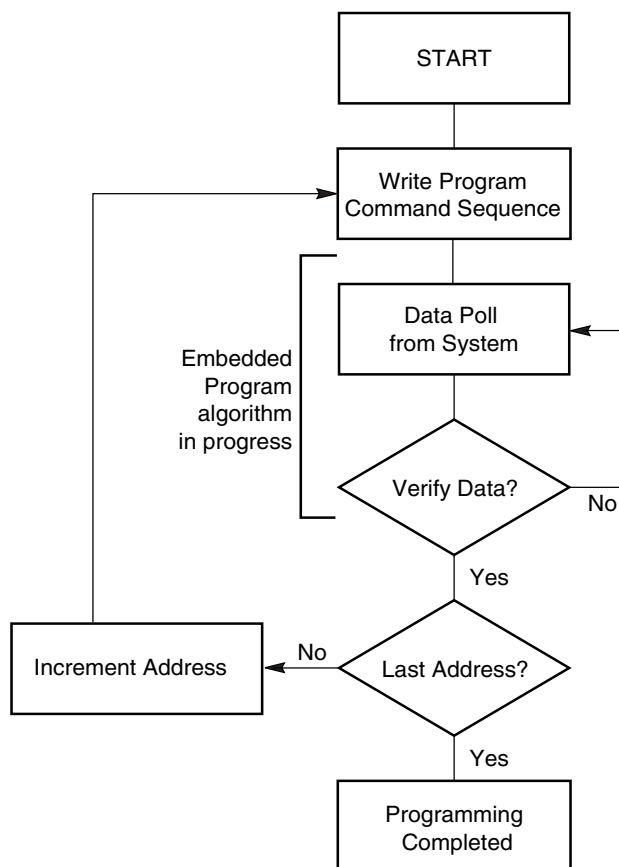 START
Write Program
Command Sequence
Data Poll
from System
Embedded
Program
algorithm
in progress
Verify Data?
No
Yes
Increment Address
No
Last Address?
Yes
Programming
Completed